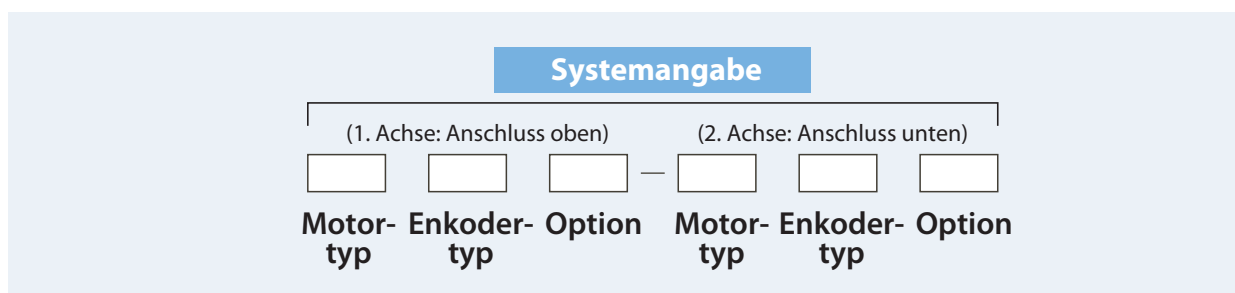 Systemangabe
(1. Achse: Anschluss oben) (2. Achse: Anschluss unten)
—
Motor- Enkoder- Option Motor- Enkoder- Option
typ typ typ typ